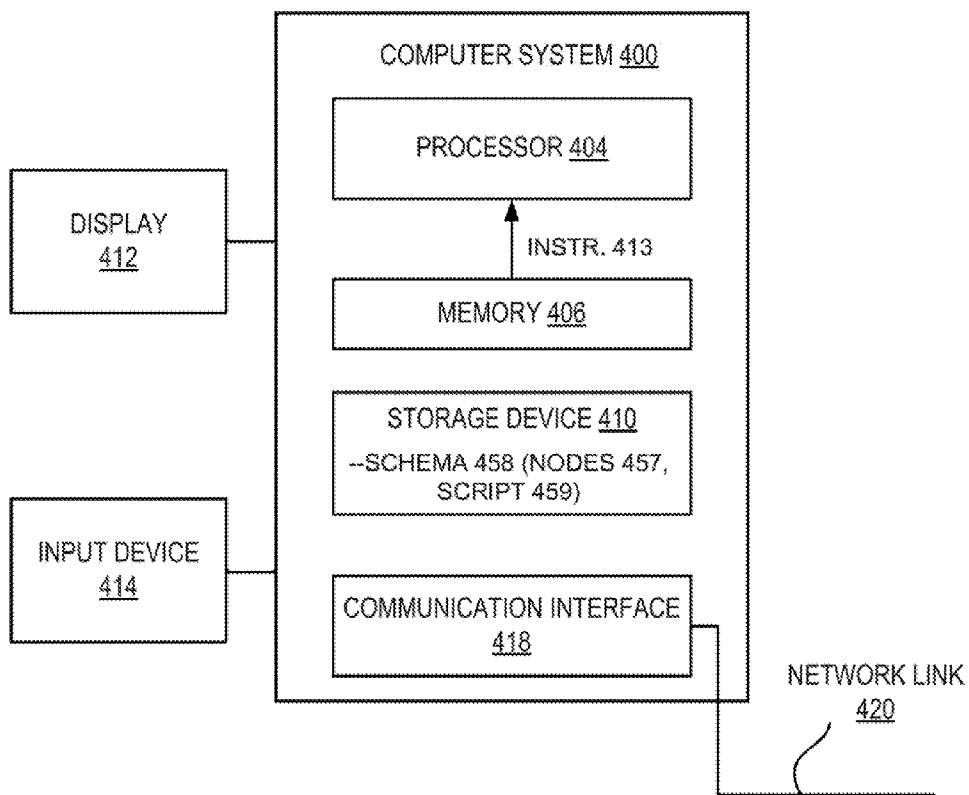 COMPUTER SYSTEM 400
PROCESSOR 404
DISPLAY
412
INSTR. 413
MEMORY 406
STORAGE DEVICE 410
--SCHEMA 458 (NODES 457,
SCRIPT 459)
INPUT DEVICE
414
COMMUNICATION INTERFACE
418
NETWORK LINK
420